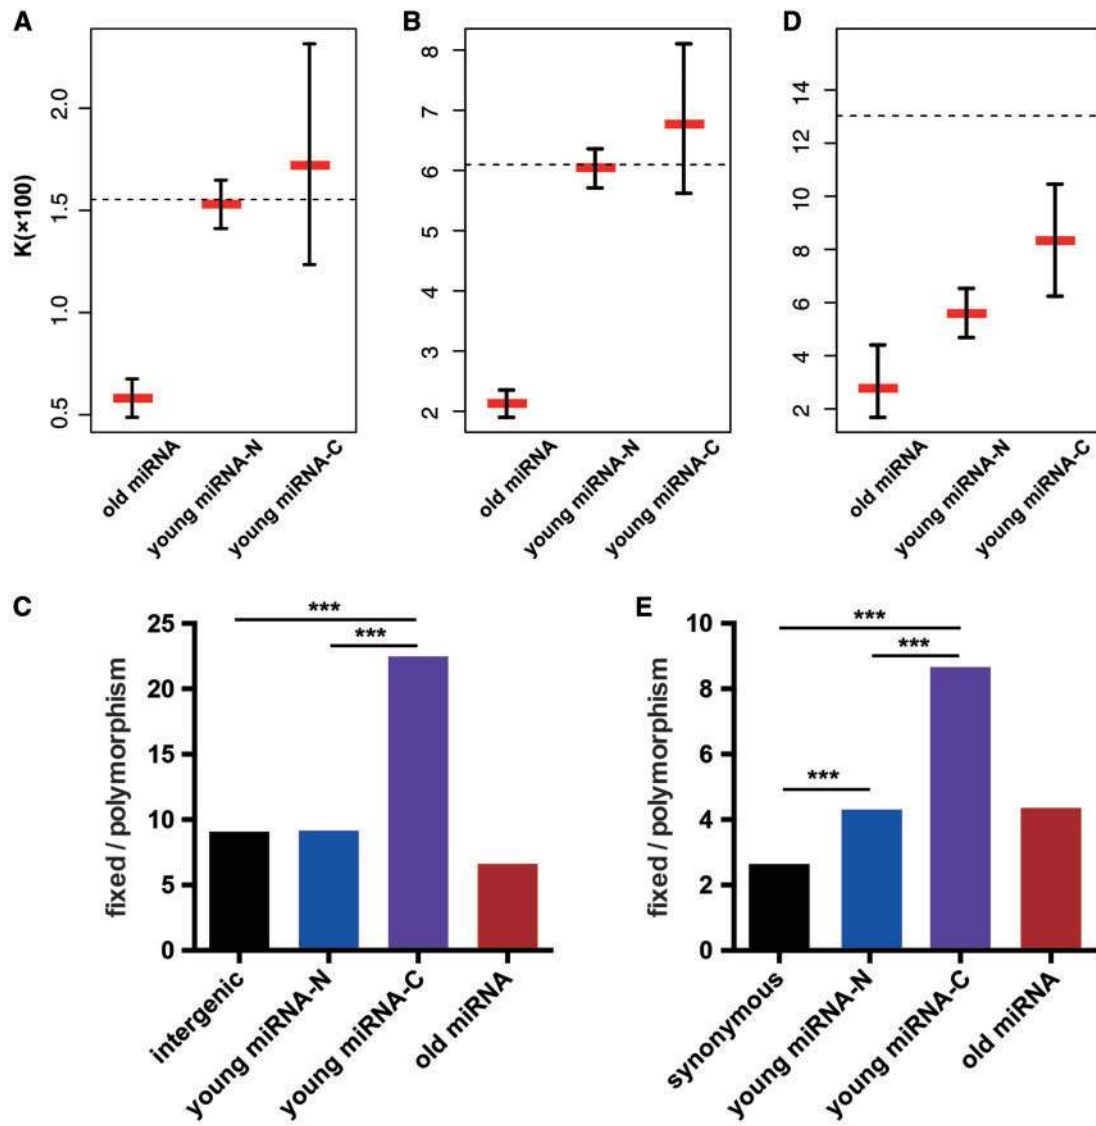 A
K(×100)
2.0
1.5
1.0
0.5
old miRNA
young miRNA-N
young miRNA-C
B
8
7
6
5
4
3
2
old miRNA
young miRNA-N
young miRNA-C
D
14
12
10
8
6
4
2
old miRNA
young miRNA-N
young miRNA-C
C
fixed / polymorphism
25
20
15
10
5
0
***
***
intergenic
young miRNA-N
young miRNA-C
old miRNA
E
fixed / polymorphism
10
8
6
4
2
0
***
***
***
synonymous
young miRNA-N
young miRNA-C
old miRNA